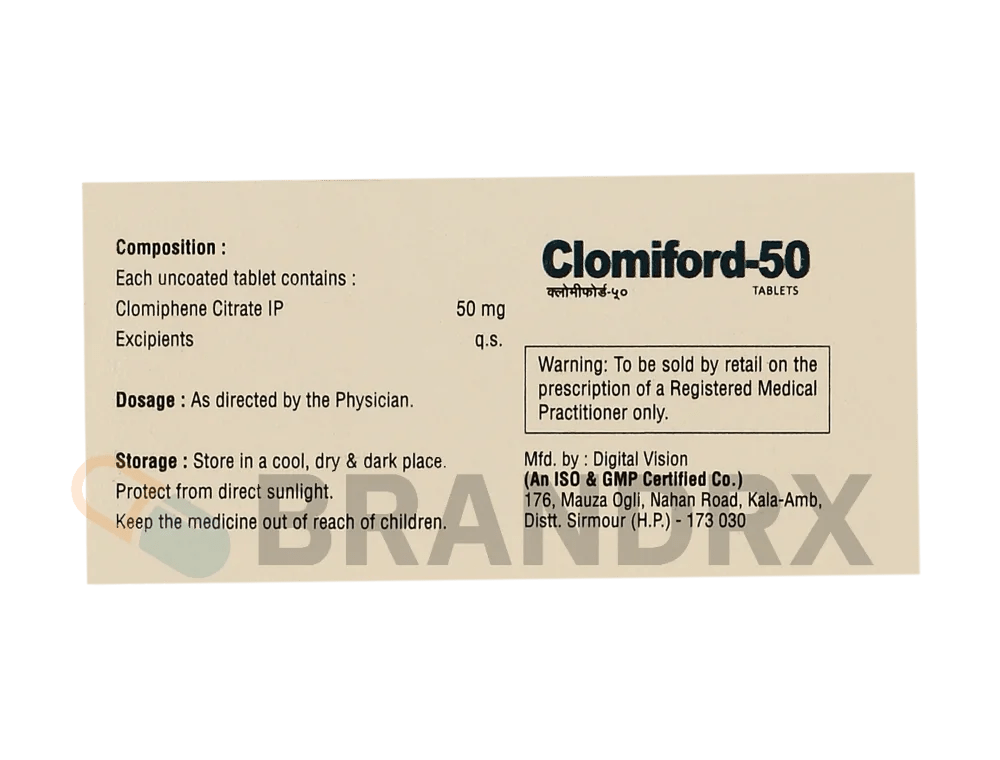 Composition :
Each uncoated tablet contains :
Clomiphene Citrate IP 50 mg
Excipients q.s.
Dosage : As directed by the Physician.
Storage : Store in a cool, dry & dark place.
Protect from direct sunlight.
Keep the medicine out of reach of children.
Clomiford-50
क्लोमीफोर्ड-५० TABLETS
Warning: To be sold by retail on the
prescription of a Registered Medical
Practitioner only.
Mfd. by : Digital Vision
(An ISO & GMP Certified Co.)
176, Mauza Ogli, Nahan Road, Kala-Amb,
Distt. Sirmour (H.P.) - 173 030
BRANDRX